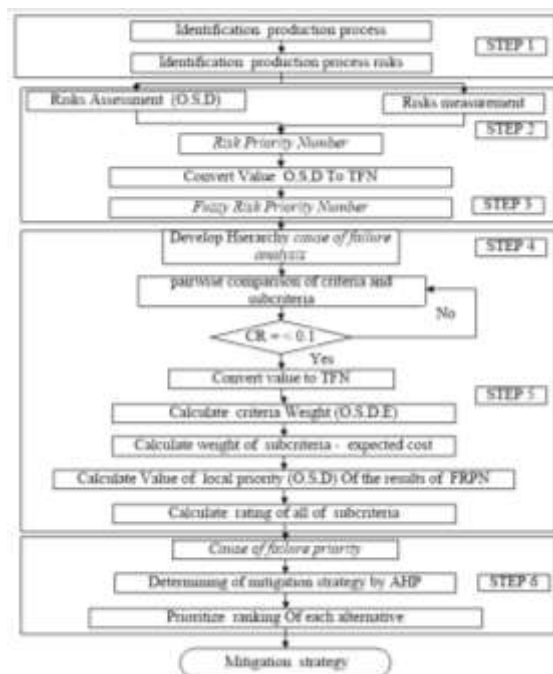 Identification production process
STEP 1
Identification production process risks
Risks Assessment (O.S.D)
Risks measurement
STEP 2
Risk Priority Number
Convert Value O.S.D To TFN
Fuzzy Risk Priority Number
STEP 3
Develop Hierarchy cause of failure
analysis
STEP 4
pairwise comparison of criteria and
subcriteria
No
CR = < 0.1
Yes
Convert value to TFN
STEP 5
Calculate criteria Weight (O.S.D.E)
Calculate weight of subcriteria - expected cost
Calculate Value of local priority (O.S.D) Of the results of FRPN
Calculate rating of all of subcriteria
Cause of failure priority
Determining of mitigation strategy by AHP
STEP 6
Prioritize ranking Of each alternative
Mitigation strategy